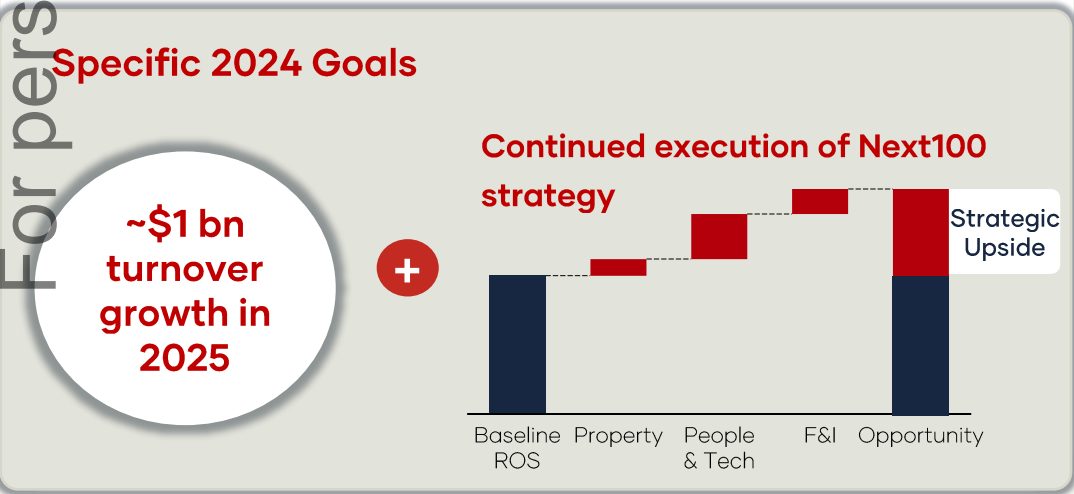 For pers
Specific 2024 Goals
~$1 bn
turnover
growth in
2025
+
Continued execution of Next100
strategy
Strategic
Upside
Baseline
ROS
Property
People
& Tech
F&I
Opportunity